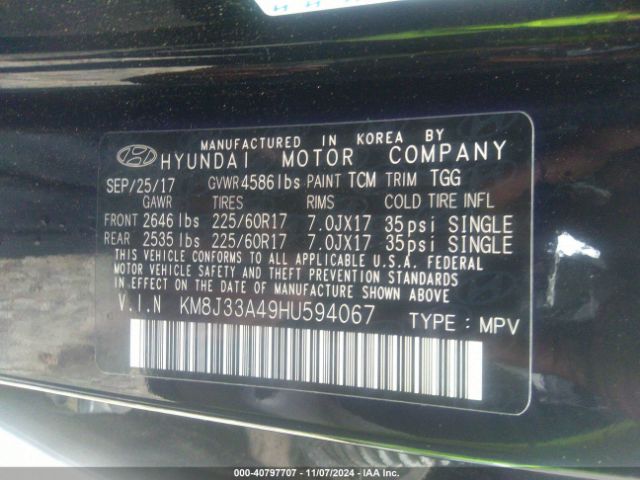 MANUFACTURED IN KOREA BY
HYUNDAI MOTOR COMPANY
SEP/25/17 GVWR 4586 lbs PAINT TCM TRIM TGG
GAWR TIRES RIMS COLD TIRE INFL
FRONT 2646 lbs 225/60R17 7.0JX17 35psi SINGLE
REAR 2535 lbs 225/60R17 7.0JX17 35psi SINGLE
THIS VEHICLE CONFORMS TO ALL APPLICABLE U.S.A. FEDERAL
MOTOR VEHICLE SAFETY AND THEFT PREVENTION STANDARDS
IN EFFECT ON THE DATE OF MANUFACTURE SHOWN ABOVE.
V.I.N KM8J33A49HU594067 TYPE : MPV
000-40797707 - 11/07/2024 - IAA Inc.